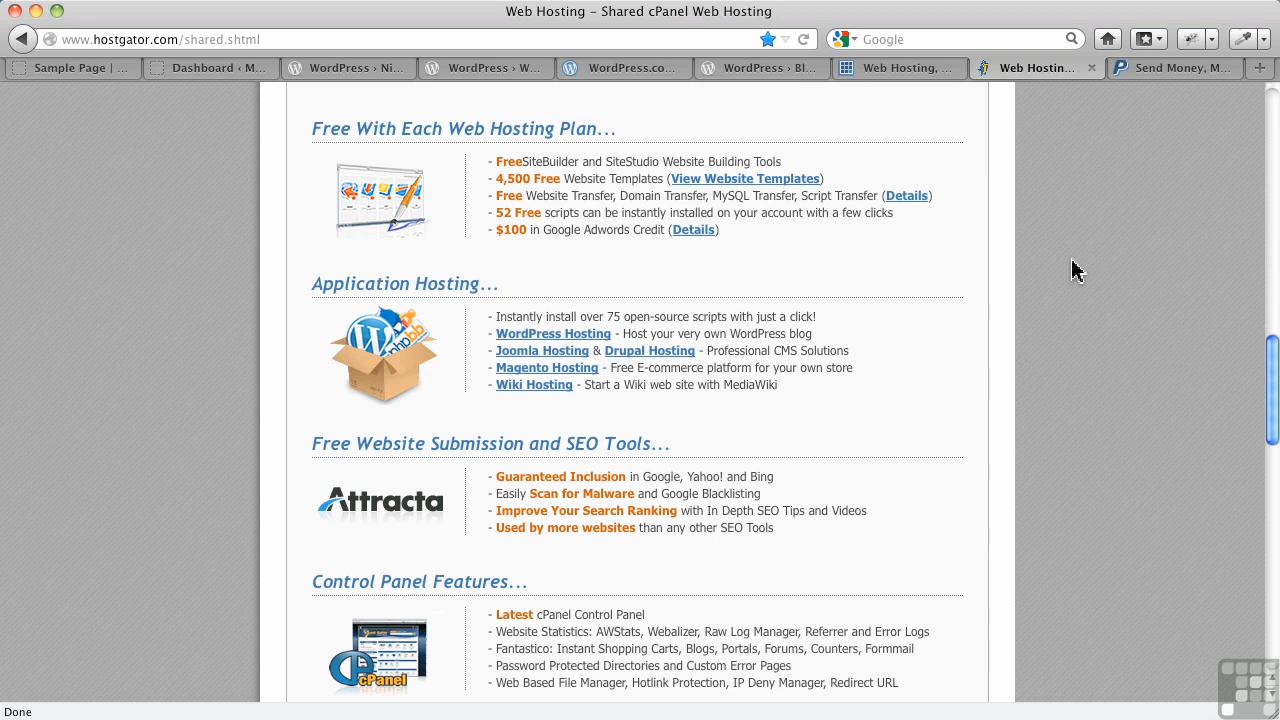 Web Hosting – Shared cPanel Web Hosting
www.hostgator.com/shared.shtml
Google
Sample Page | ...
Dashboard ‹ M...
WordPress › Ni...
WordPress › W...
WordPress.co...
WordPress › Bl...
Web Hosting, ...
Web Hostin...
Send Money, M...
Free With Each Web Hosting Plan...
- FreeSiteBuilder and SiteStudio Website Building Tools
- 4,500 Free Website Templates (View Website Templates)
- Free Website Transfer, Domain Transfer, MySQL Transfer, Script Transfer (Details)
- 52 Free scripts can be instantly installed on your account with a few clicks
- $100 in Google Adwords Credit (Details)
Application Hosting...
phpBB
- Instantly install over 75 open-source scripts with just a click!
- WordPress Hosting - Host your very own WordPress blog
- Joomla Hosting & Drupal Hosting - Professional CMS Solutions
- Magento Hosting - Free E-commerce platform for your own store
- Wiki Hosting - Start a Wiki web site with MediaWiki
Free Website Submission and SEO Tools...
Attracta
- Guaranteed Inclusion in Google, Yahoo! and Bing
- Easily Scan for Malware and Google Blacklisting
- Improve Your Search Ranking with In Depth SEO Tips and Videos
- Used by more websites than any other SEO Tools
Control Panel Features...
cPanel
- Latest cPanel Control Panel
- Website Statistics: AWStats, Webalizer, Raw Log Manager, Referrer and Error Logs
- Fantastico: Instant Shopping Carts, Blogs, Portals, Forums, Counters, Formmail
- Password Protected Directories and Custom Error Pages
- Web Based File Manager, Hotlink Protection, IP Deny Manager, Redirect URL
Done